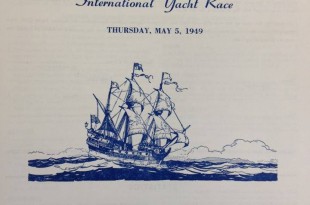 International Yacht Race
THURSDAY, MAY 5, 1949